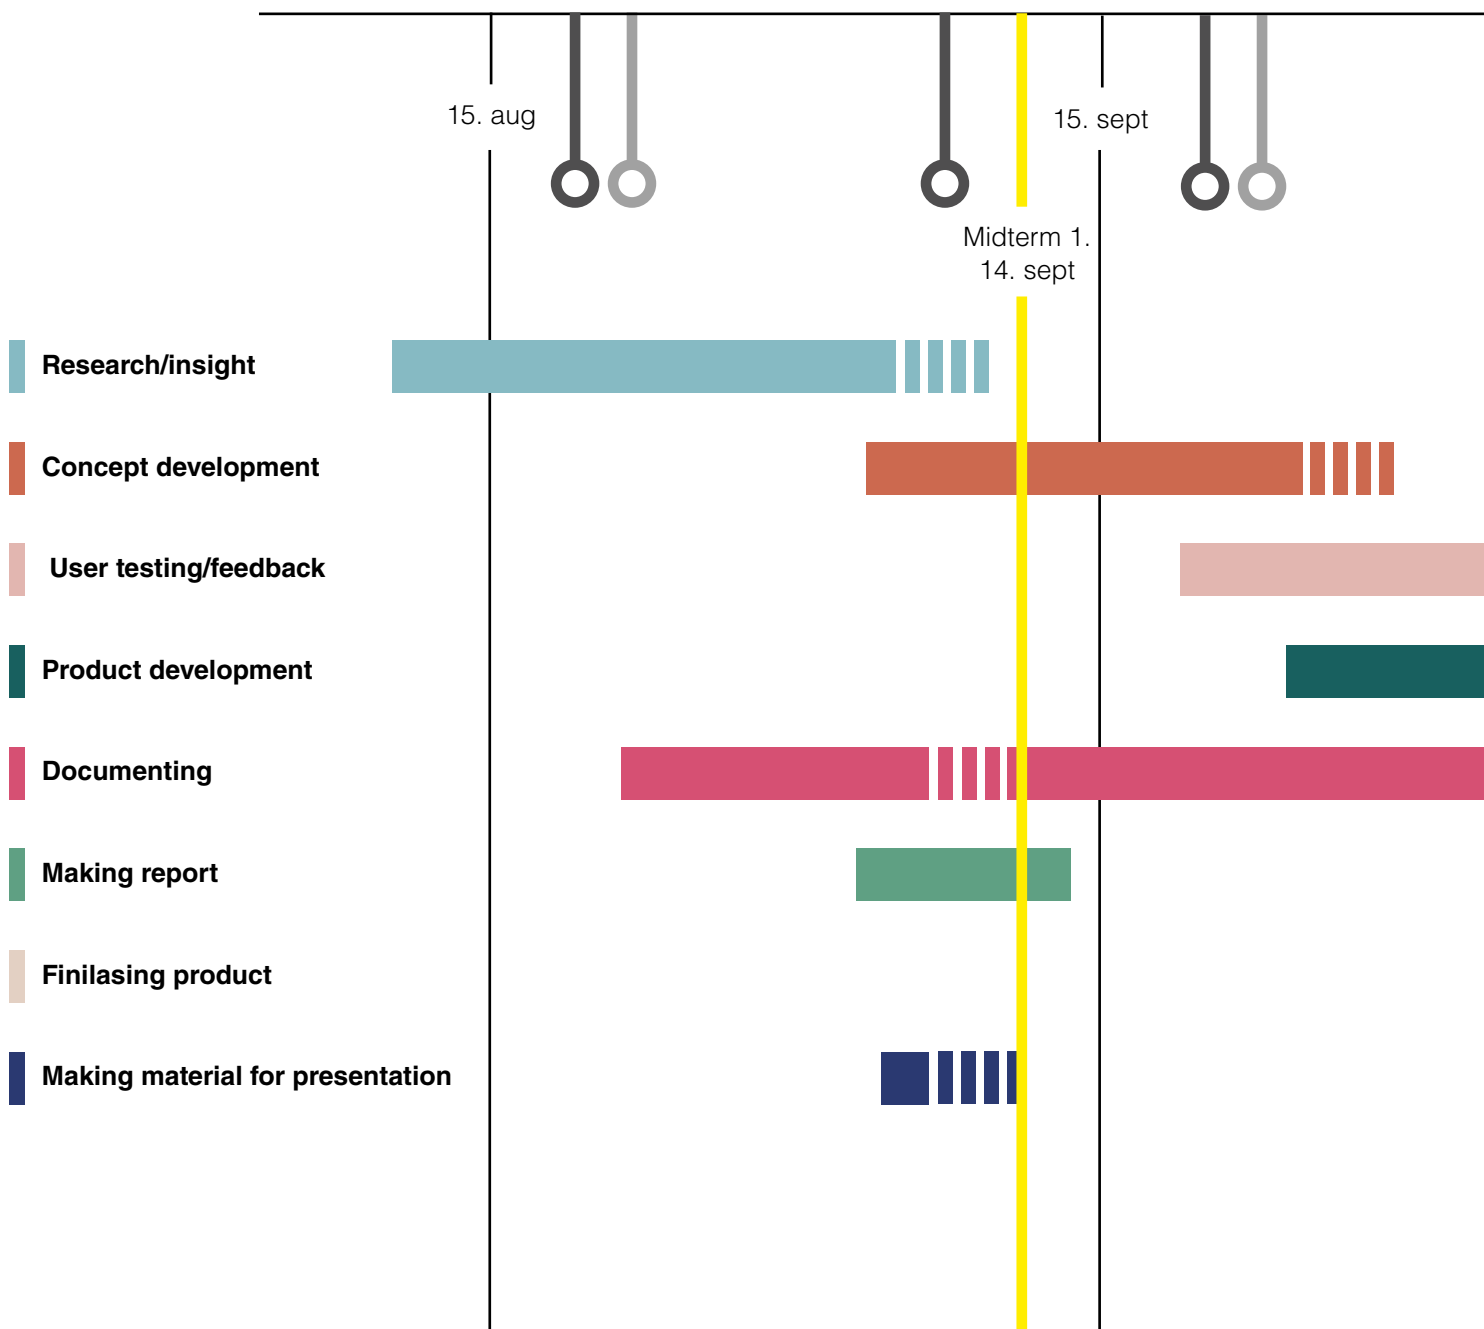 15. aug
15. sept
Midterm 1.
14. sept
Research/insight
Concept development
User testing/feedback
Product development
Documenting
Making report
Finilasing product
Making material for presentation